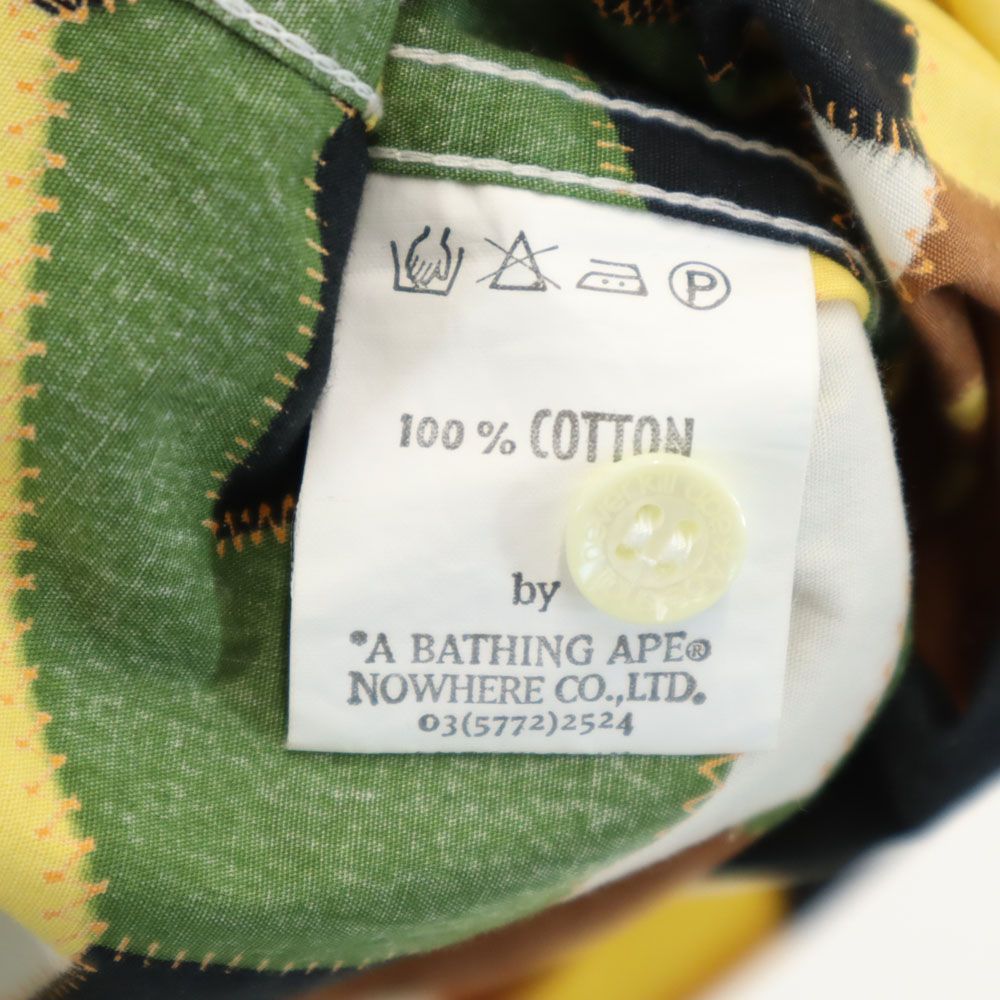 P
100 % COTTON
by
"A BATHING APE®
NOWHERE CO.,LTD.
03(5772)2524